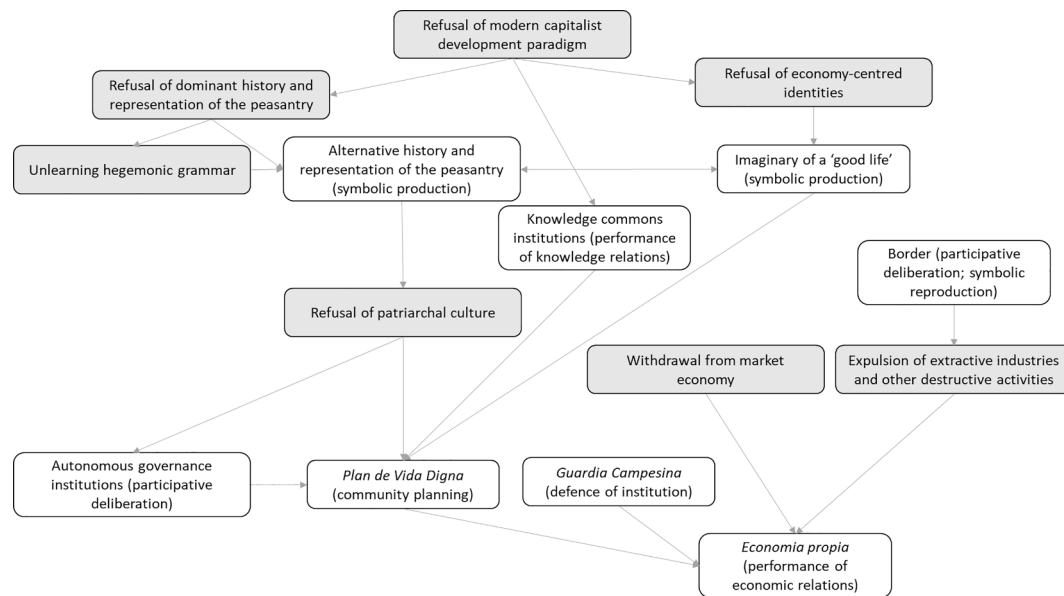 Refusal of modern capitalist
development paradigm
Refusal of dominant history and
representation of the peasantry
Refusal of economy-centred
identities
Unlearning hegemonic grammar
Alternative history and
representation of the peasantry
(symbolic production)
Imaginary of a ‘good life’
(symbolic production)
Knowledge commons
institutions (performance
of knowledge relations)
Border (participative
deliberation; symbolic
reproduction)
Refusal of patriarchal culture
Withdrawal from market
economy
Expulsion of extractive industries
and other destructive activities
Autonomous governance
institutions (participative
deliberation)
Plan de Vida Digna
(community planning)
Guardia Campesina
(defence of institution)
Economia propia
(performance of
economic relations)